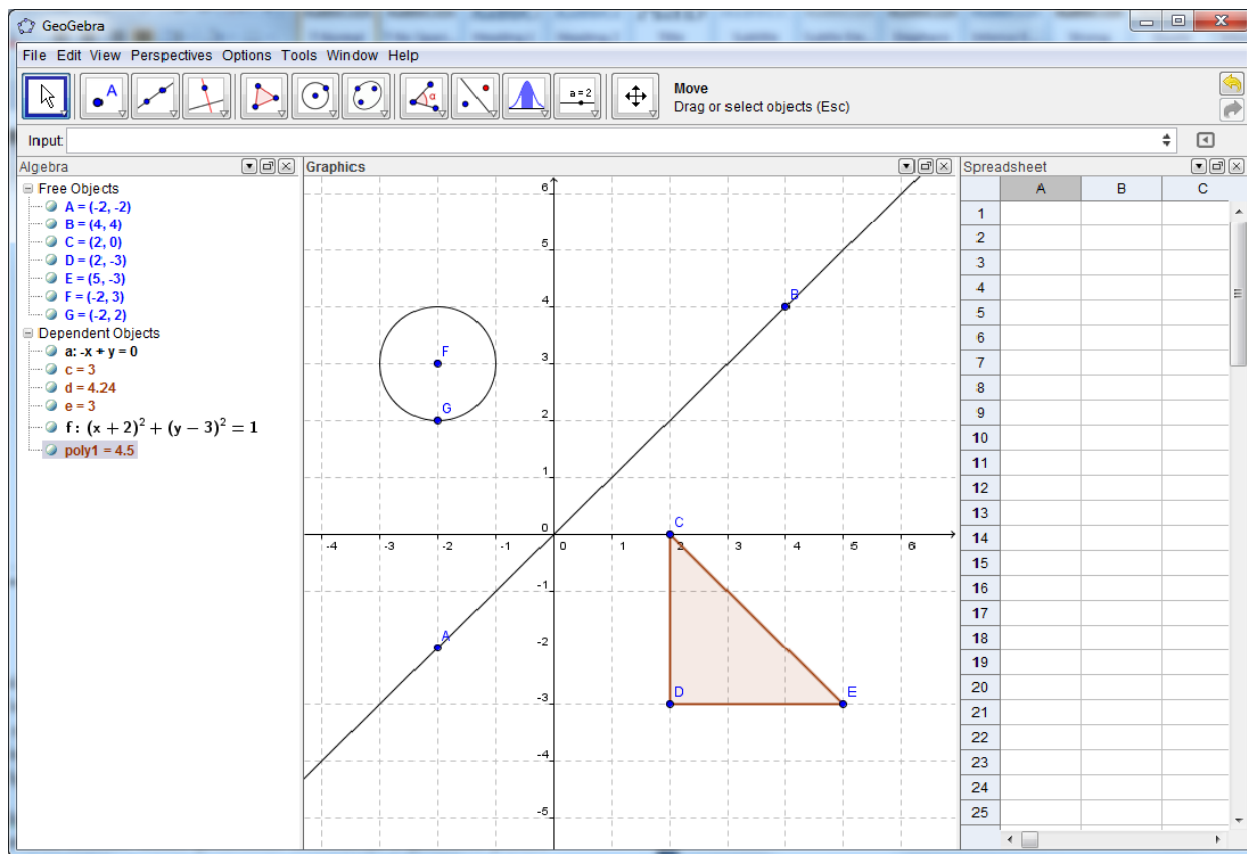 GeoGebra
File Edit View Perspectives Options Tools Window Help
A
α
a = 2
Move
Drag or select objects (Esc)
Input:
Algebra
Free Objects
A = (-2, -2)
B = (4, 4)
C = (2, 0)
D = (2, -3)
E = (5, -3)
F = (-2, 3)
G = (-2, 2)
Dependent Objects
a: -x + y = 0
c = 3
d = 4.24
e = 3
f: (x + 2)² + (y − 3)² = 1
poly1 = 4.5
Graphics
6
5
4
3
2
1
0
-1
-2
-3
-4
-5
-4 -3 -2 -1 0 1 2 3 4 5 6
B
F
G
C
A
D
E
Spreadsheet
A B C
1
2
3
4
5
6
7
8
9
10
11
12
13
14
15
16
17
18
19
20
21
22
23
24
25